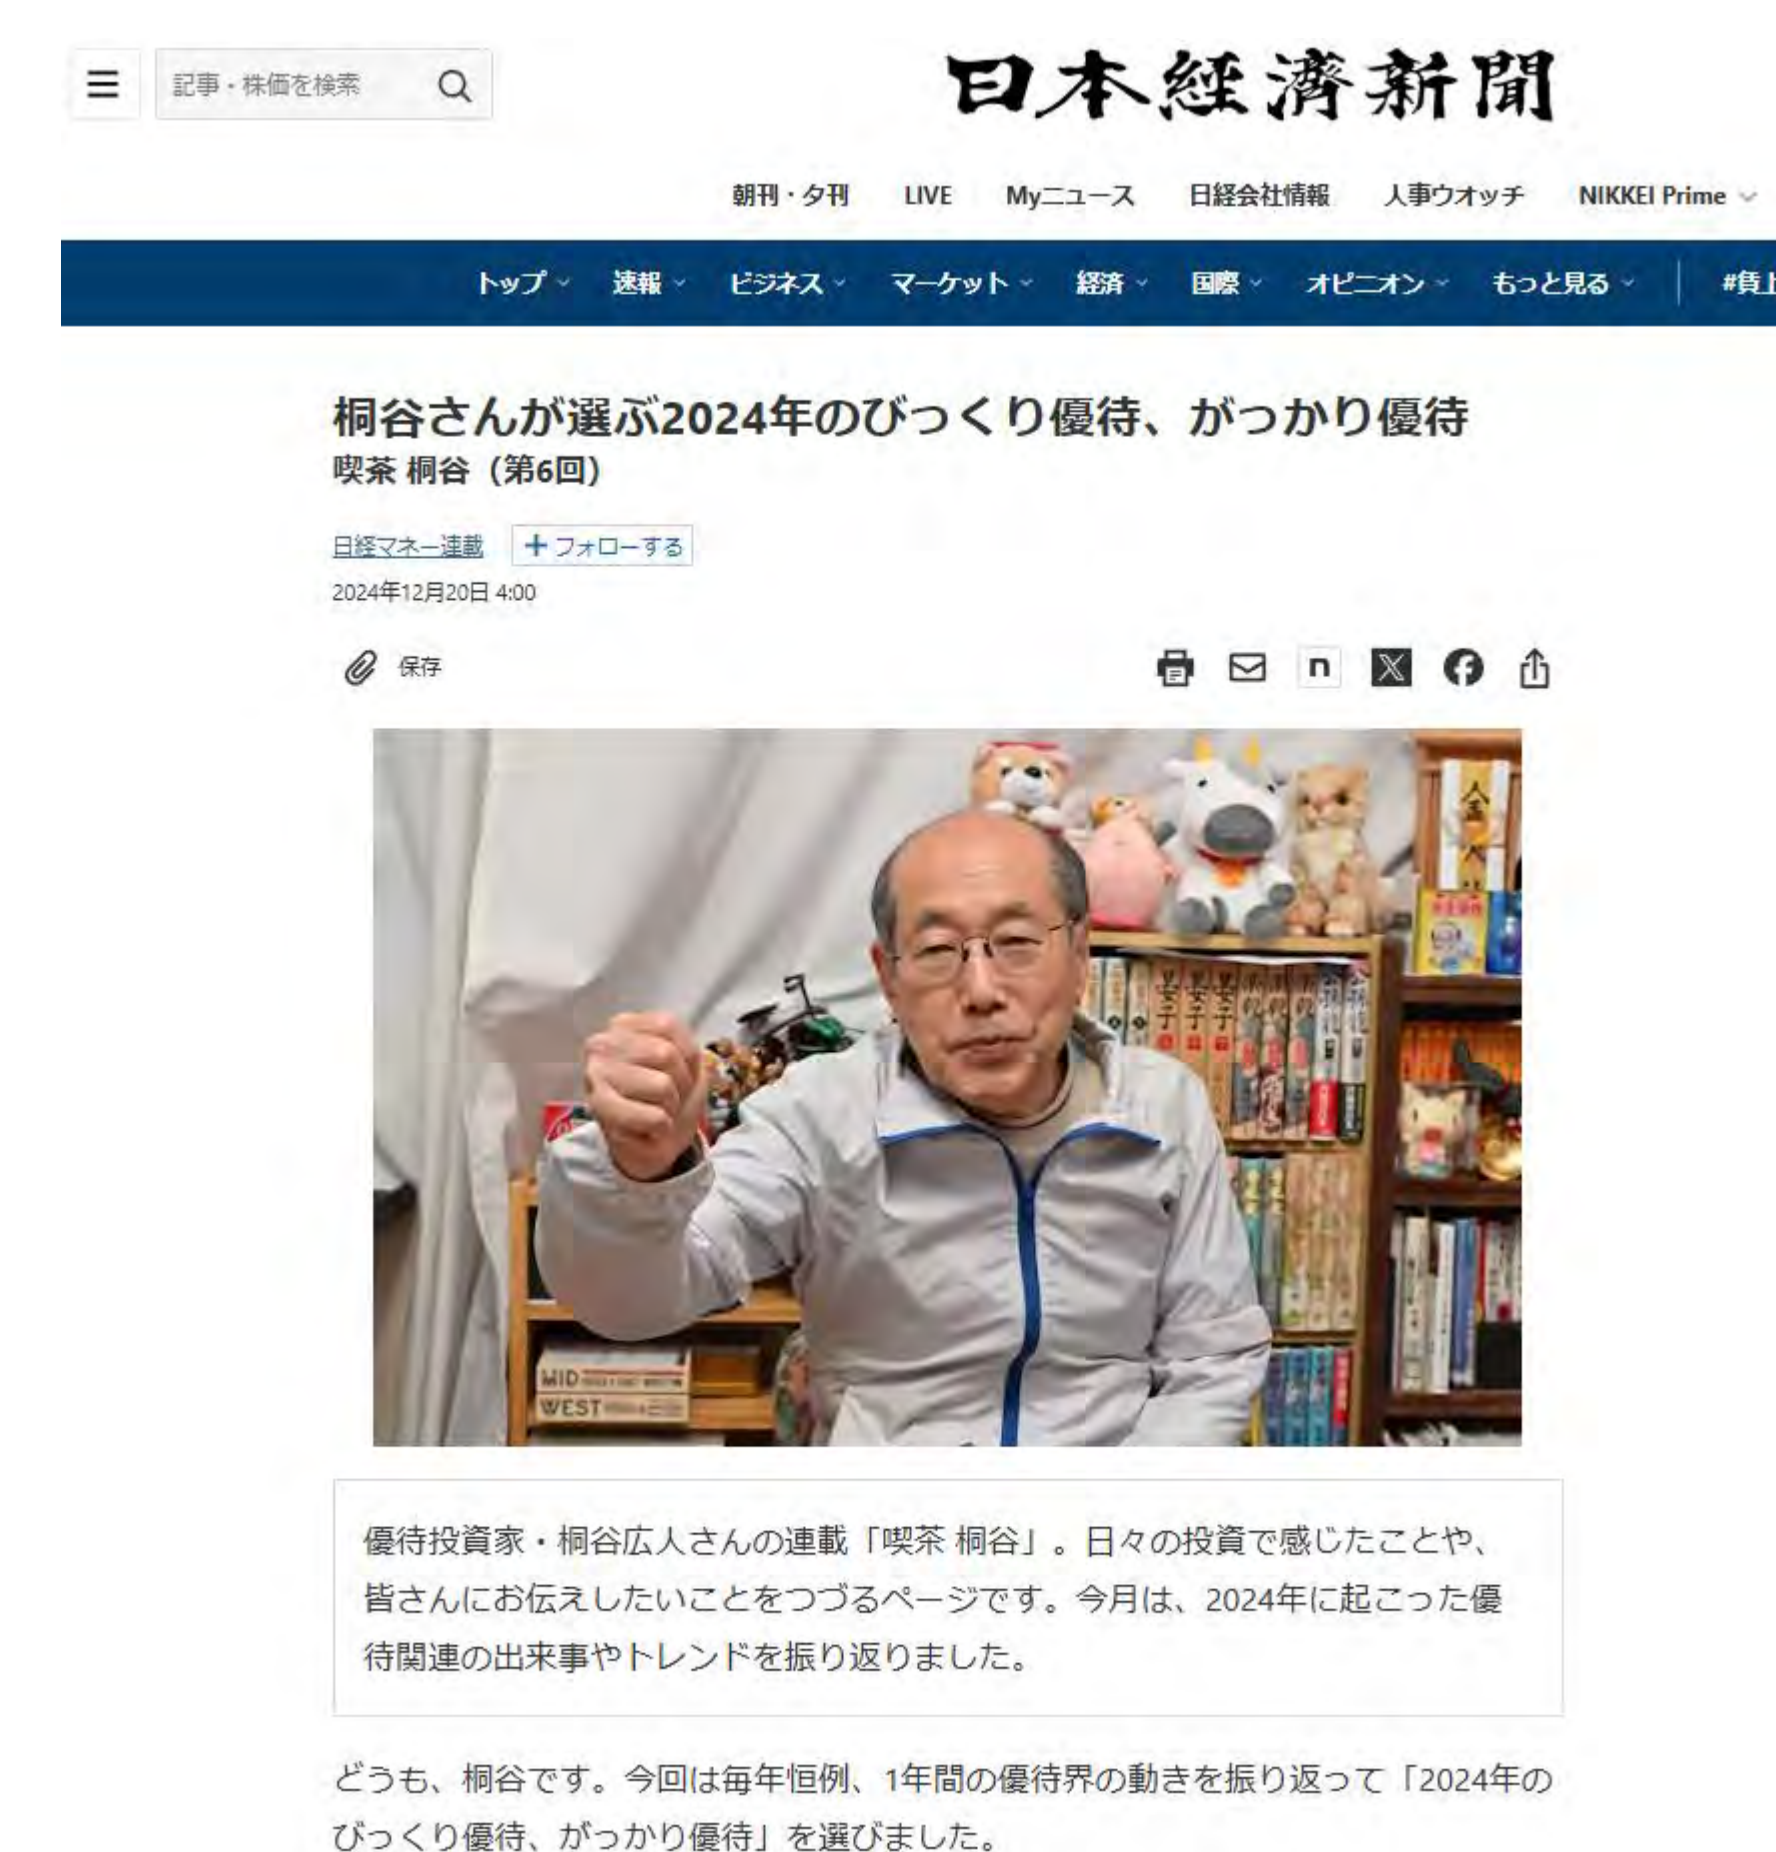 記事・株価を検索
日本経済新聞
朝刊・夕刊 LIVE Myニュース 日経会社情報 人事ウオッチ NIKKEI Prime
トップ 速報 ビジネス マーケット 経済 国際 オピニオン もっと見る #賃上
桐谷さんが選ぶ2024年のびっくり優待、がっかり優待
喫茶 桐谷（第6回）
日経マネー連載 +フォローする
2024年12月20日 4:00
保存
n
MID
WEST
優待投資家・桐谷広人さんの連載「喫茶 桐谷」。日々の投資で感じたことや、
皆さんにお伝えしたいことをつづるページです。今月は、2024年に起こった優
待関連の出来事やトレンドを振り返りました。
どうも、桐谷です。今回は毎年恒例、1年間の優待界の動きを振り返って「2024年の
びっくり優待、がっかり優待」を選びました。